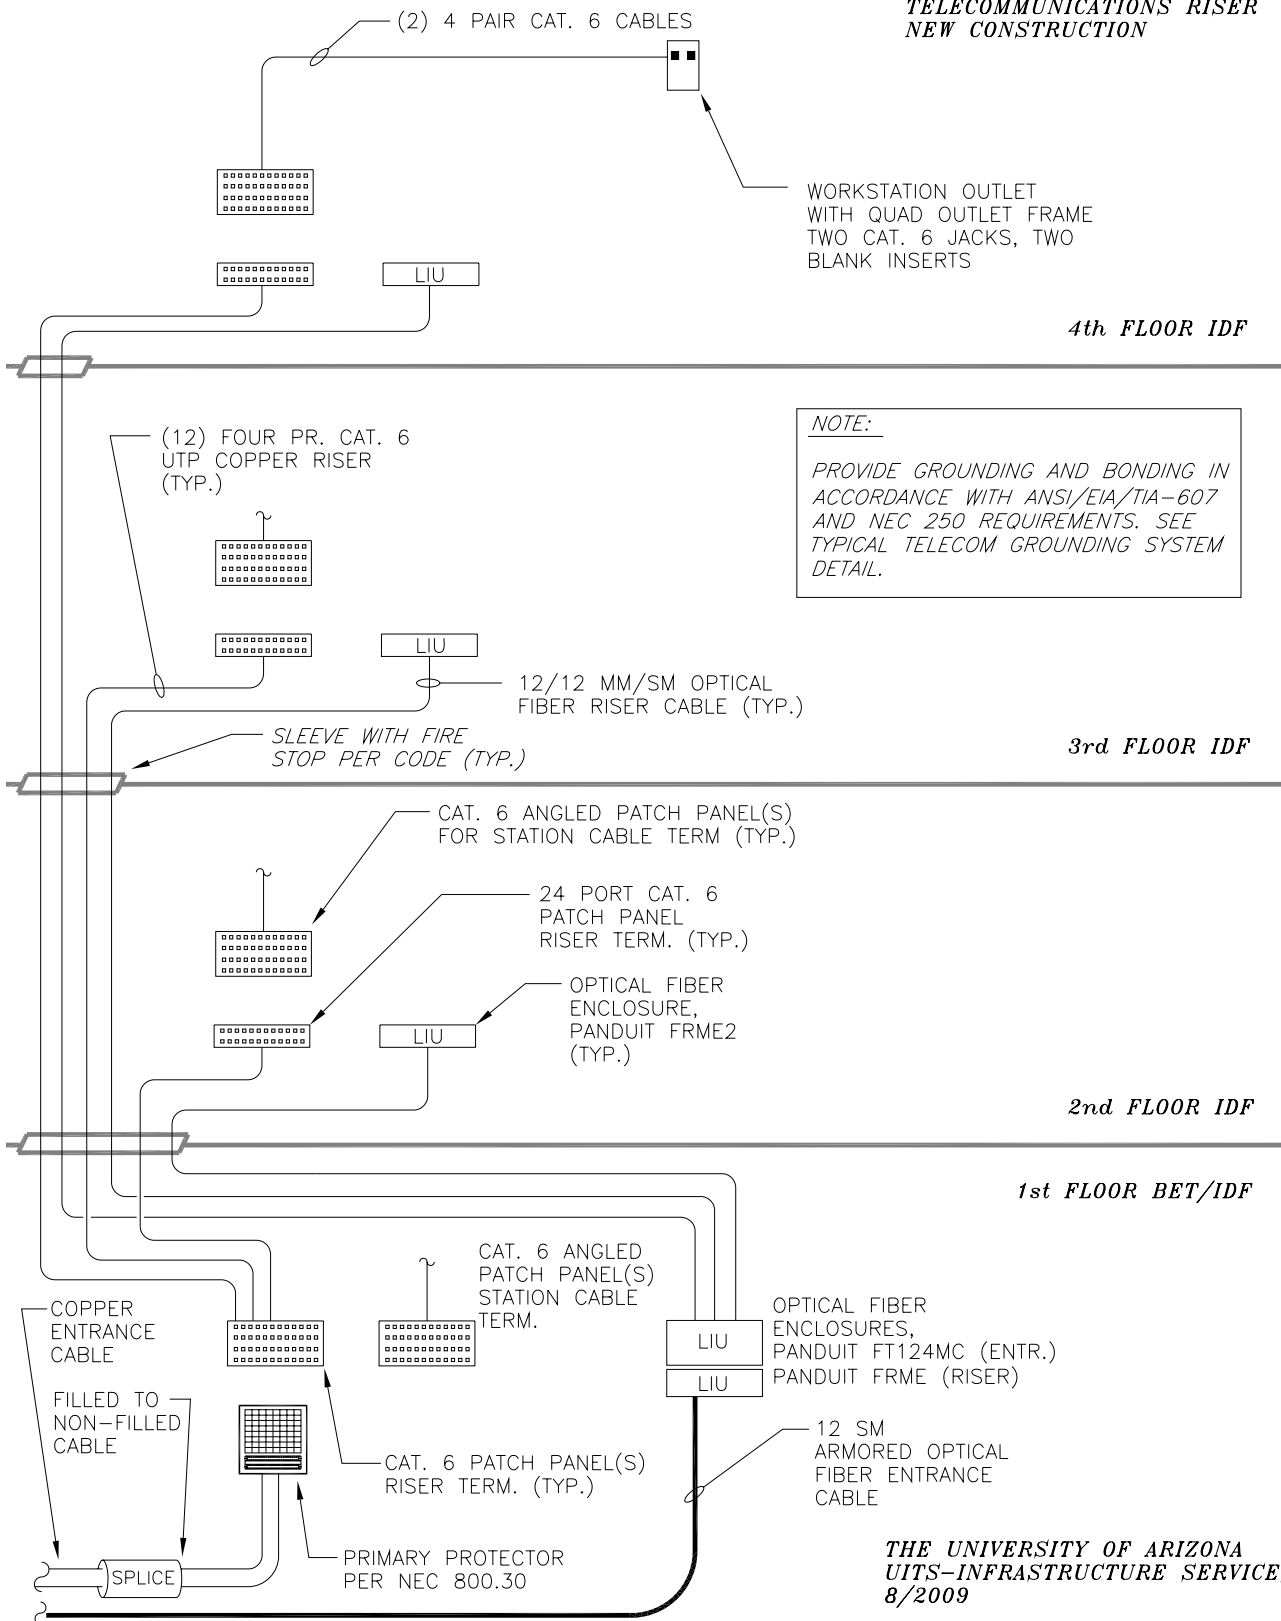 TELECOMMUNICATIONS RISER
NEW CONSTRUCTION
(2) 4 PAIR CAT. 6 CABLES
WORKSTATION OUTLET
WITH QUAD OUTLET FRAME
TWO CAT. 6 JACKS, TWO
BLANK INSERTS
LIU
4th FLOOR IDF
(12) FOUR PR. CAT. 6
UTP COPPER RISER
(TYP.)
NOTE:
PROVIDE GROUNDING AND BONDING IN
ACCORDANCE WITH ANSI/EIA/TIA-607
AND NEC 250 REQUIREMENTS. SEE
TYPICAL TELECOM GROUNDING SYSTEM
DETAIL.
LIU
12/12 MM/SM OPTICAL
FIBER RISER CABLE (TYP.)
SLEEVE WITH FIRE
STOP PER CODE (TYP.)
3rd FLOOR IDF
CAT. 6 ANGLED PATCH PANEL(S)
FOR STATION CABLE TERM (TYP.)
24 PORT CAT. 6
PATCH PANEL
RISER TERM. (TYP.)
OPTICAL FIBER
ENCLOSURE,
PANDUIT FRME2
(TYP.)
LIU
2nd FLOOR IDF
1st FLOOR BET/IDF
CAT. 6 ANGLED
PATCH PANEL(S)
STATION CABLE
TERM.
COPPER
ENTRANCE
CABLE
OPTICAL FIBER
ENCLOSURES,
PANDUIT FT124MC (ENTR.)
PANDUIT FRME (RISER)
LIU
LIU
FILLED TO
NON-FILLED
CABLE
12 SM
ARMORED OPTICAL
FIBER ENTRANCE
CABLE
CAT. 6 PATCH PANEL(S)
RISER TERM. (TYP.)
PRIMARY PROTECTOR
PER NEC 800.30
SPLICE
THE UNIVERSITY OF ARIZONA
UITS-INFRASTRUCTURE SERVICE
8/2009